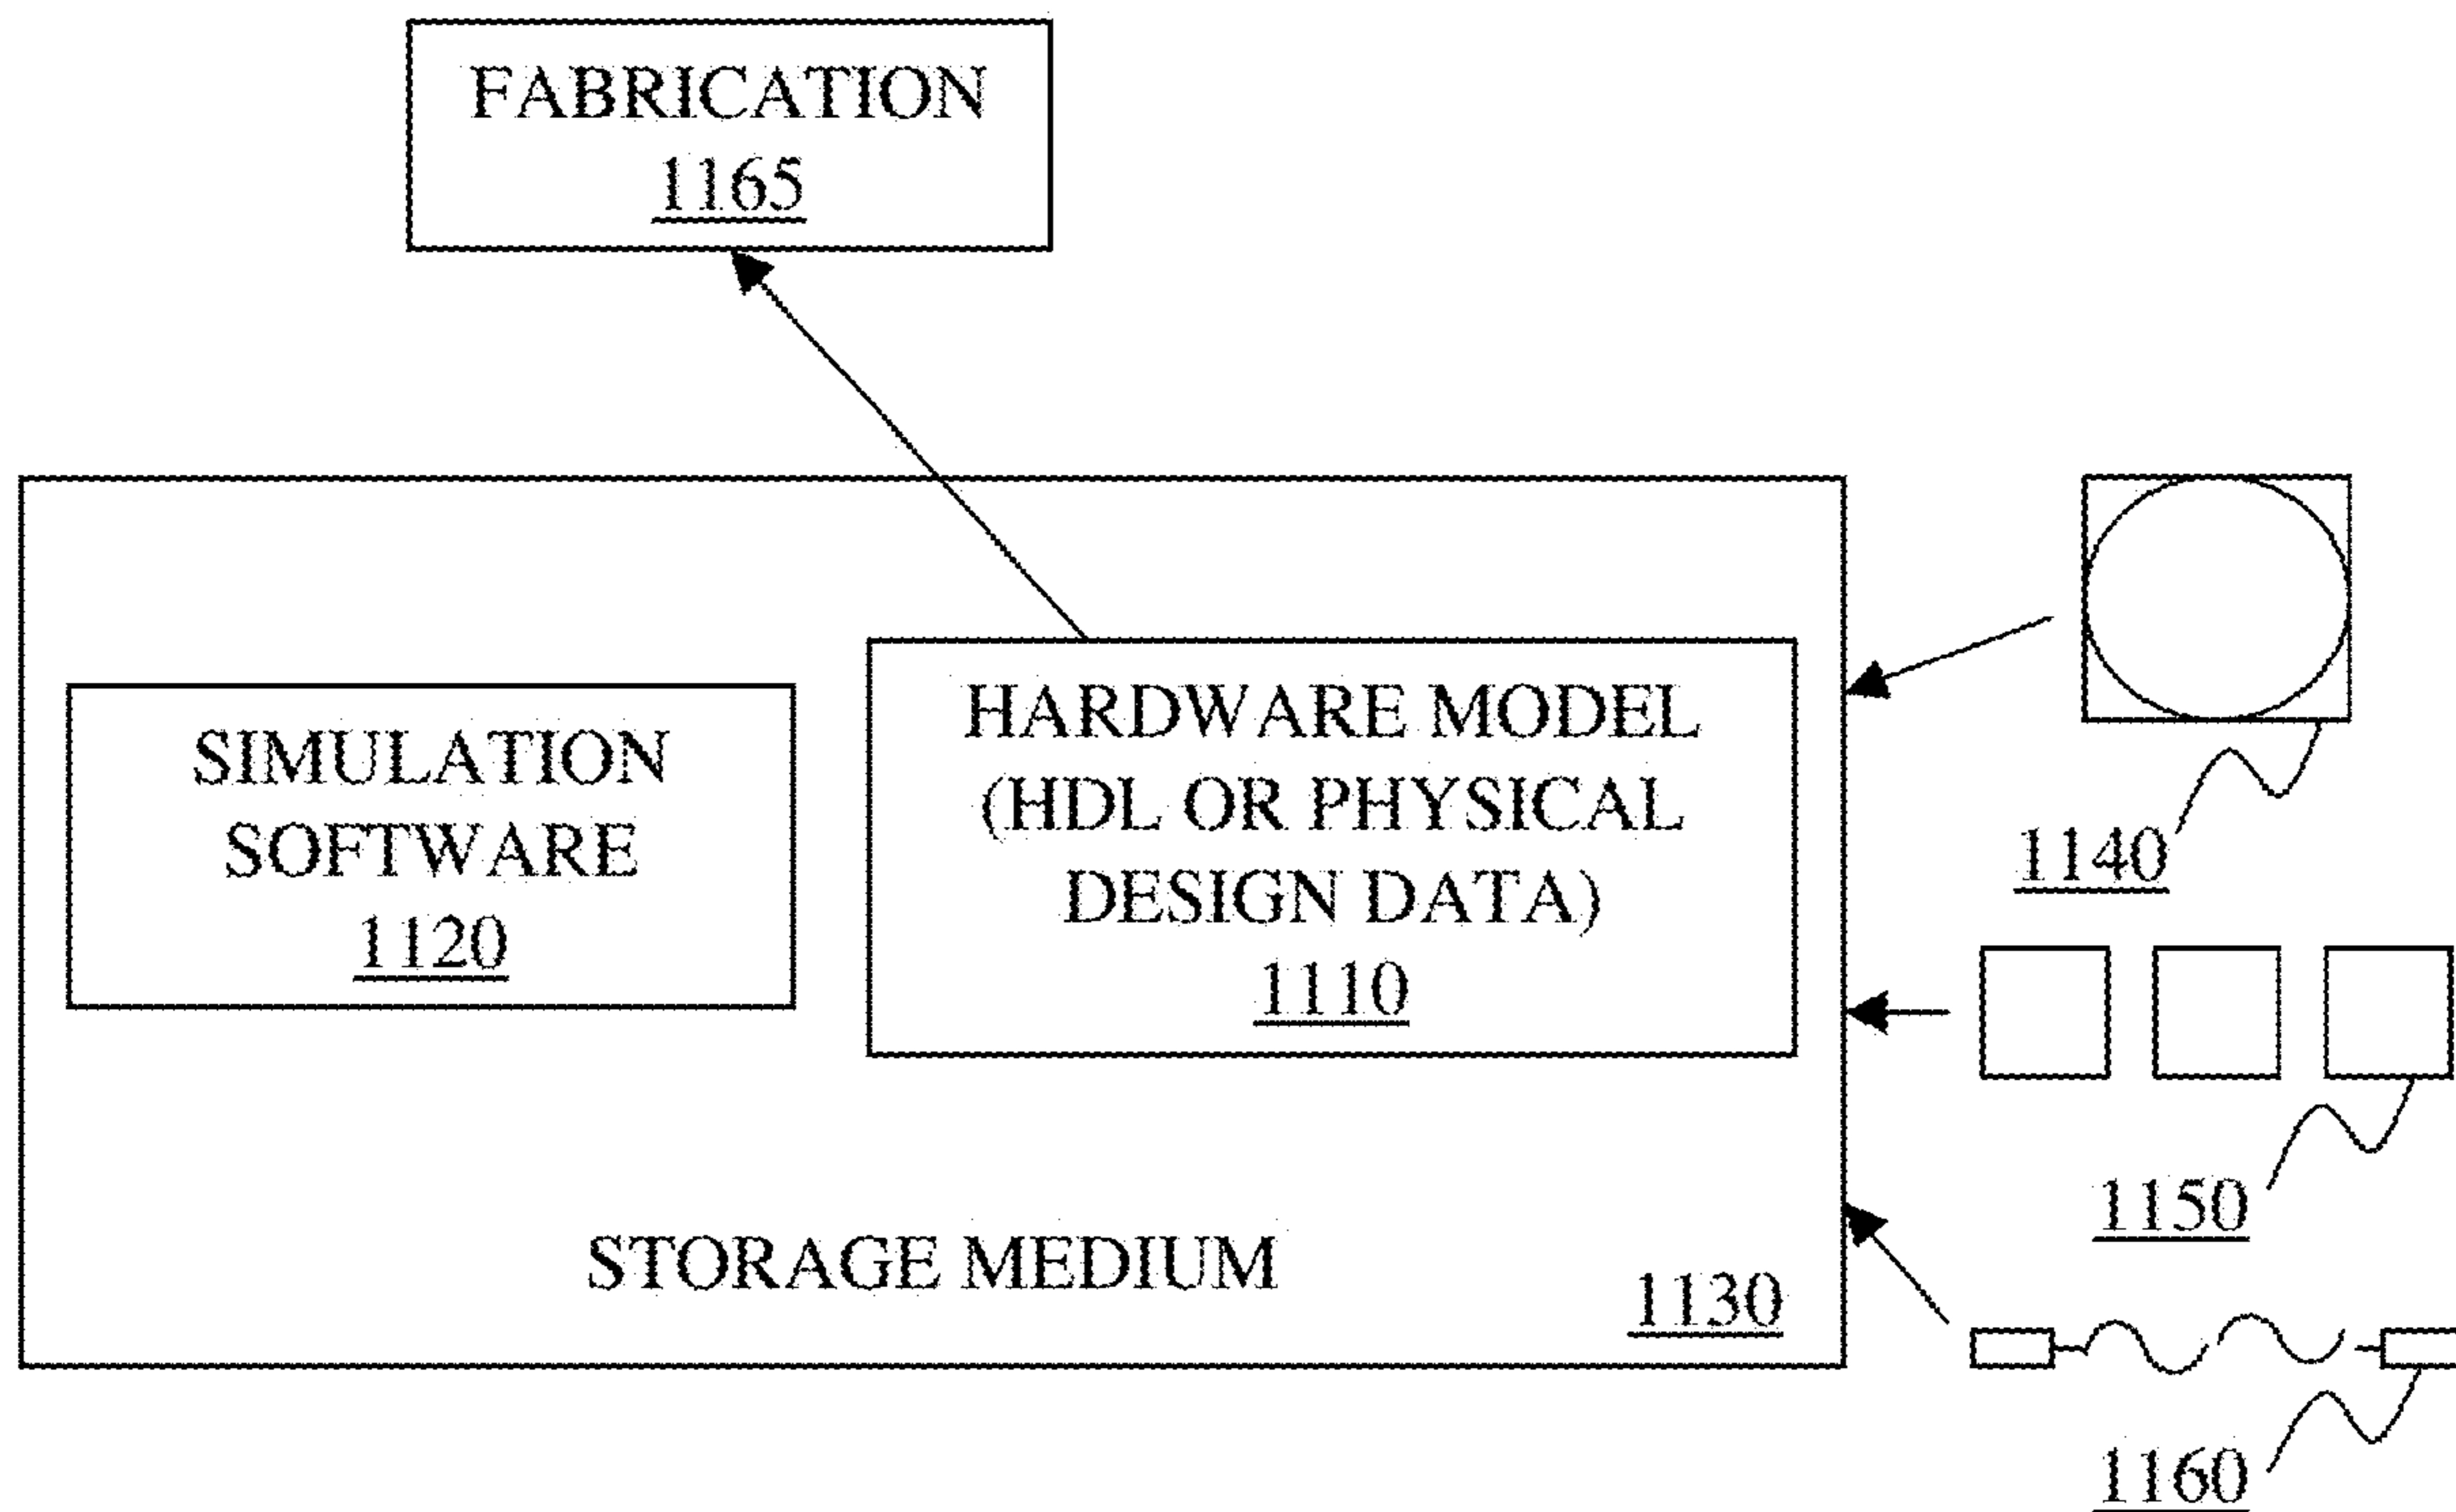 FABRICATION
1165
SIMULATION
SOFTWARE
1120
HARDWARE MODEL
(HDL OR PHYSICAL
DESIGN DATA)
1110
STORAGE MEDIUM
1130
1140
1150
1160